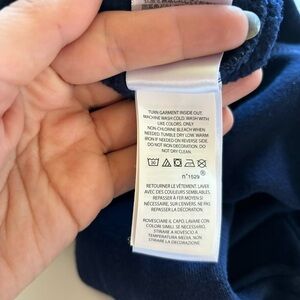 TURN GARMENT INSIDE OUT.
MACHINE WASH COLD. WASH WITH
LIKE COLORS. ONLY
NON CHLORINE BLEACH WHEN
NEEDED TUMBLE DRY LOW. WARM
IRON IF NEEDED ON REVERSE SIDE
DO NOT IRON DECORATION. DO
NOT DRY CLEAN.
n°1529 ®
RETOURNER LE VÊTEMENT. LAVER
AVEC DES COULEURS SEMBLABLES.
REPASSER A FER MOYEN SI
NÉCESSAIRE, SUR L'ENVERS. NE PAS
REPASSER LA DÉCORATION.
ROVESCIARE IL CAPO, LAVARE CON
COLORI SIMILI. STIRARE A
ROVESCIO A
TEMPERATURA MEDIA. NON
STIRARE LA DECORAZIONE.